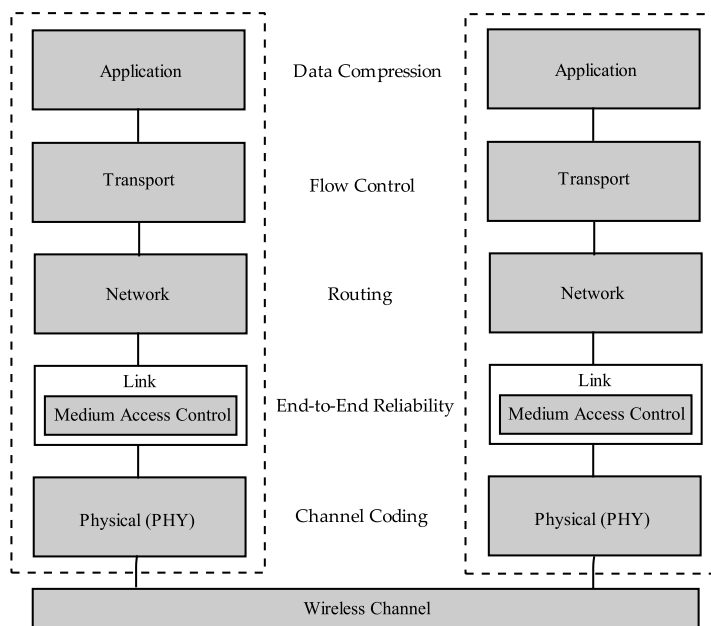 Application
Data Compression
Application
Transport
Flow Control
Transport
Network
Routing
Network
Link
Medium Access Control
End-to-End Reliability
Link
Medium Access Control
Physical (PHY)
Channel Coding
Physical (PHY)
Wireless Channel